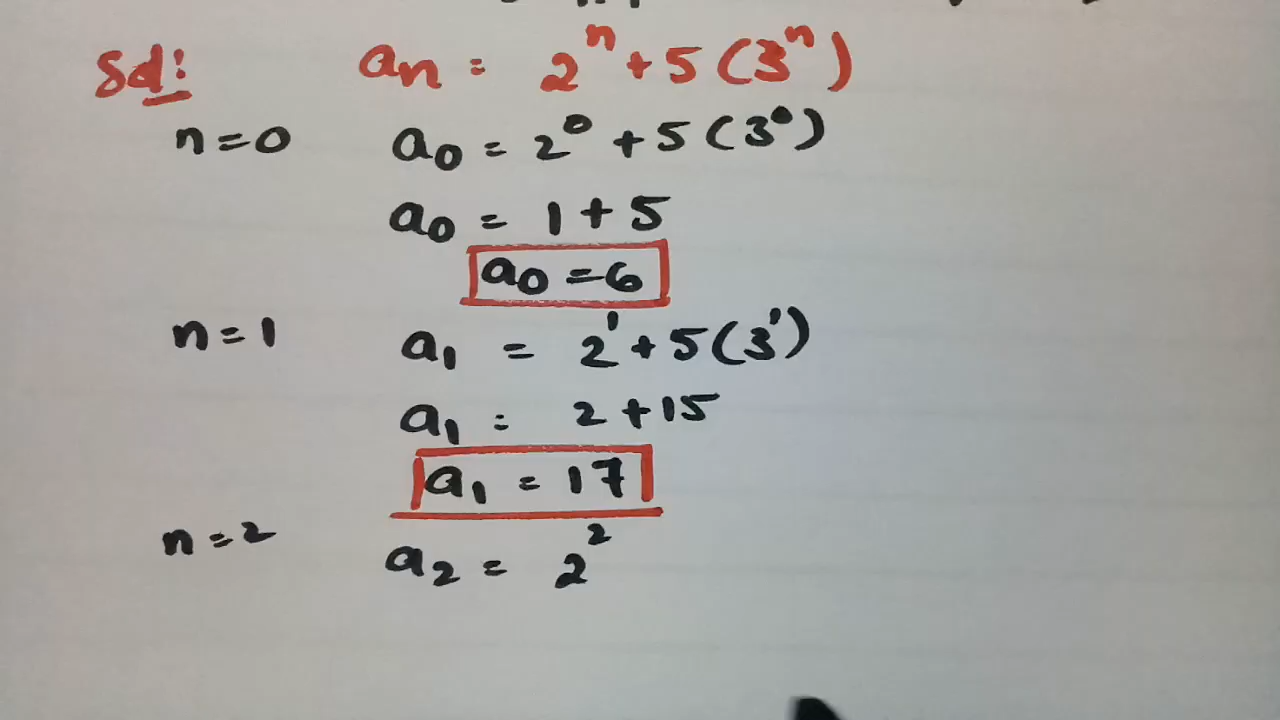 Sol:
aₙ = 2ⁿ + 5 (3ⁿ)
n=0
a₀ = 2⁰ + 5 (3⁰)
a₀ = 1 + 5
a₀ = 6
n=1
a₁ = 2¹ + 5 (3¹)
a₁ = 2 + 15
a₁ = 17
n=2
a₂ = 2²